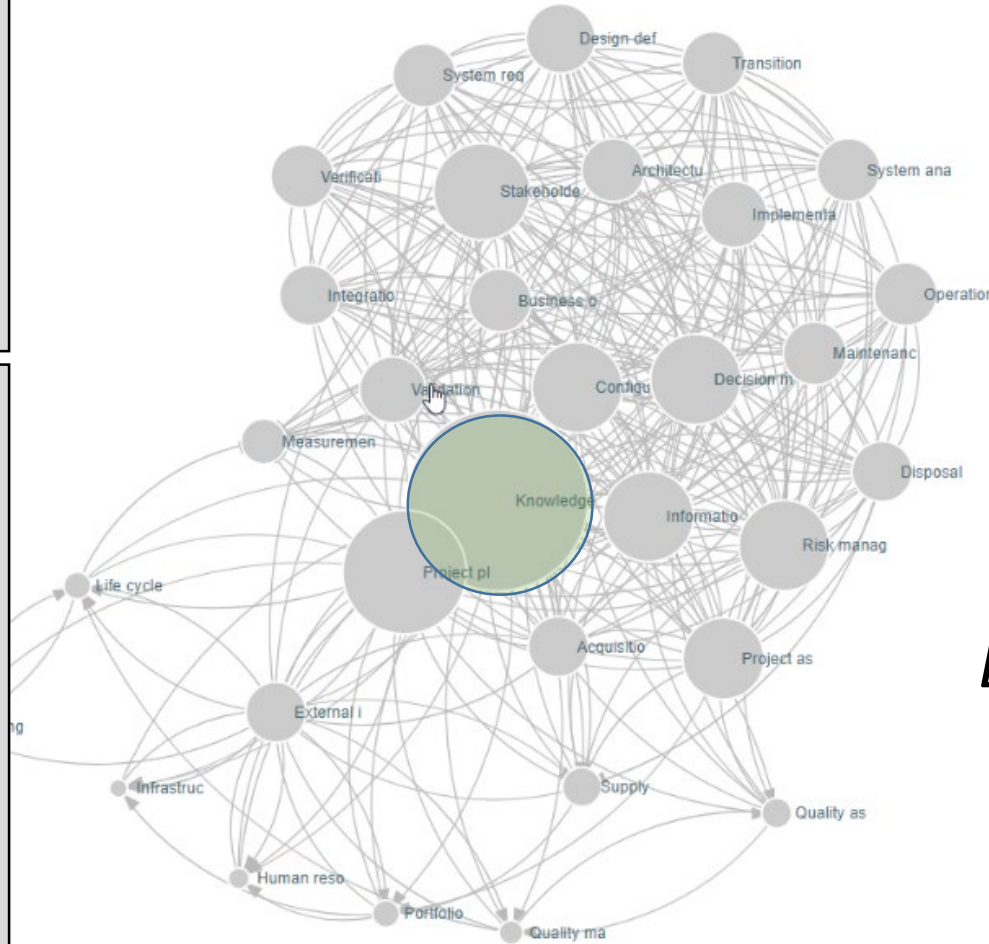 Design def
Transition
System req
Architectu
System ana
Verificati
Stakeholde
Implementa
Operation
Integratio
Business o
Maintenanc
Validation
Configu
Decision m
Measuremen
Disposal
Knowledge
Informatio
Risk manag
Project pl
Life cycle
Acquisitio
Project as
External i
ng
Infrastruc
Supply
Quality as
Human reso
Portfolio
Quality ma